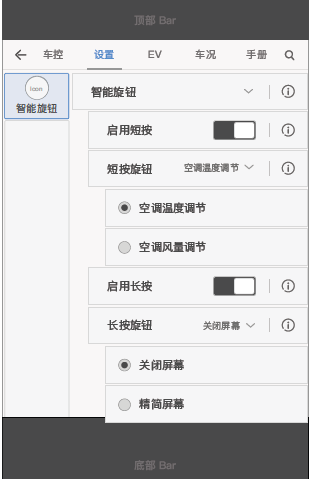 顶部 Bar
车控 设置 EV 车况 手册
Icon
智能旋钮
智能旋钮
启用短按
短按旋钮 空调温度调节
空调温度调节
空调风量调节
启用长按
长按旋钮 关闭屏幕
关闭屏幕
精简屏幕
底部 Bar